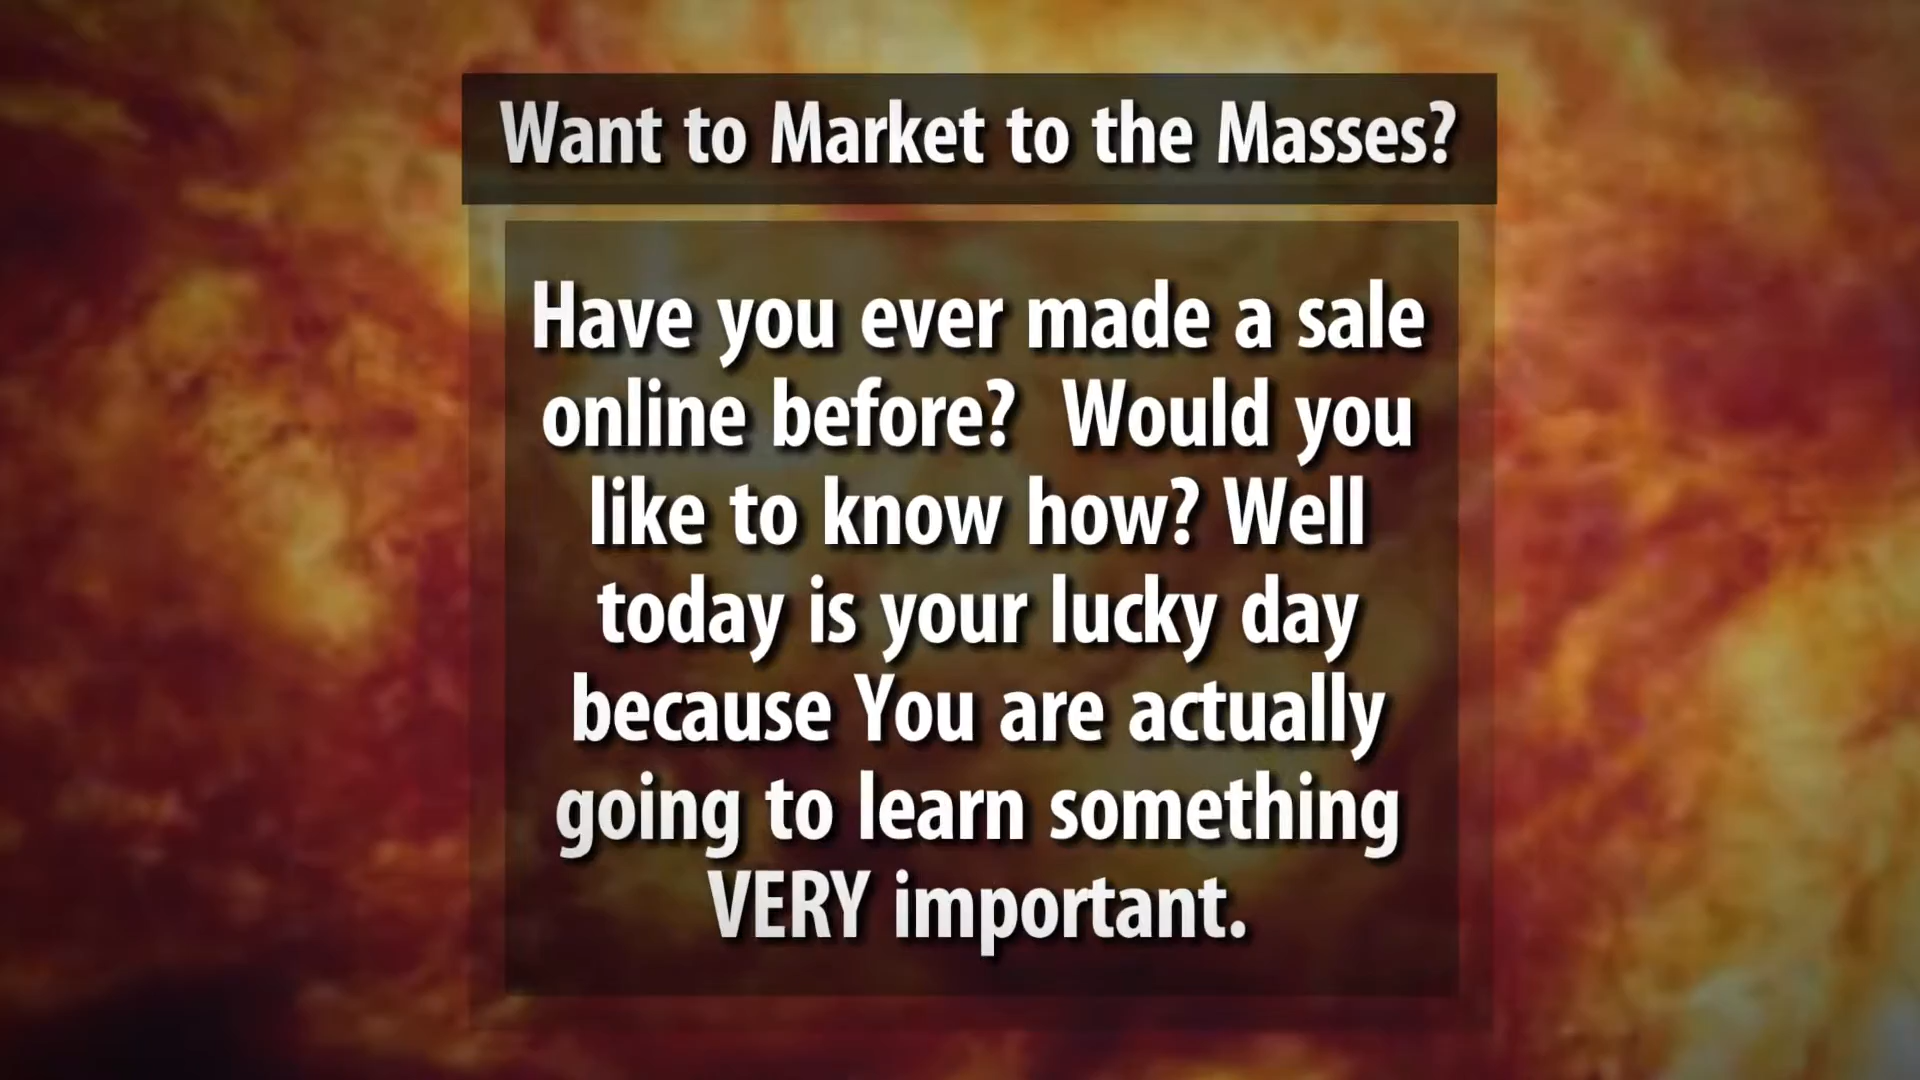 Want to Market to the Masses?
Have you ever made a sale
online before?  Would you
like to know how? Well
today is your lucky day
because You are actually
going to learn something
VERY important.